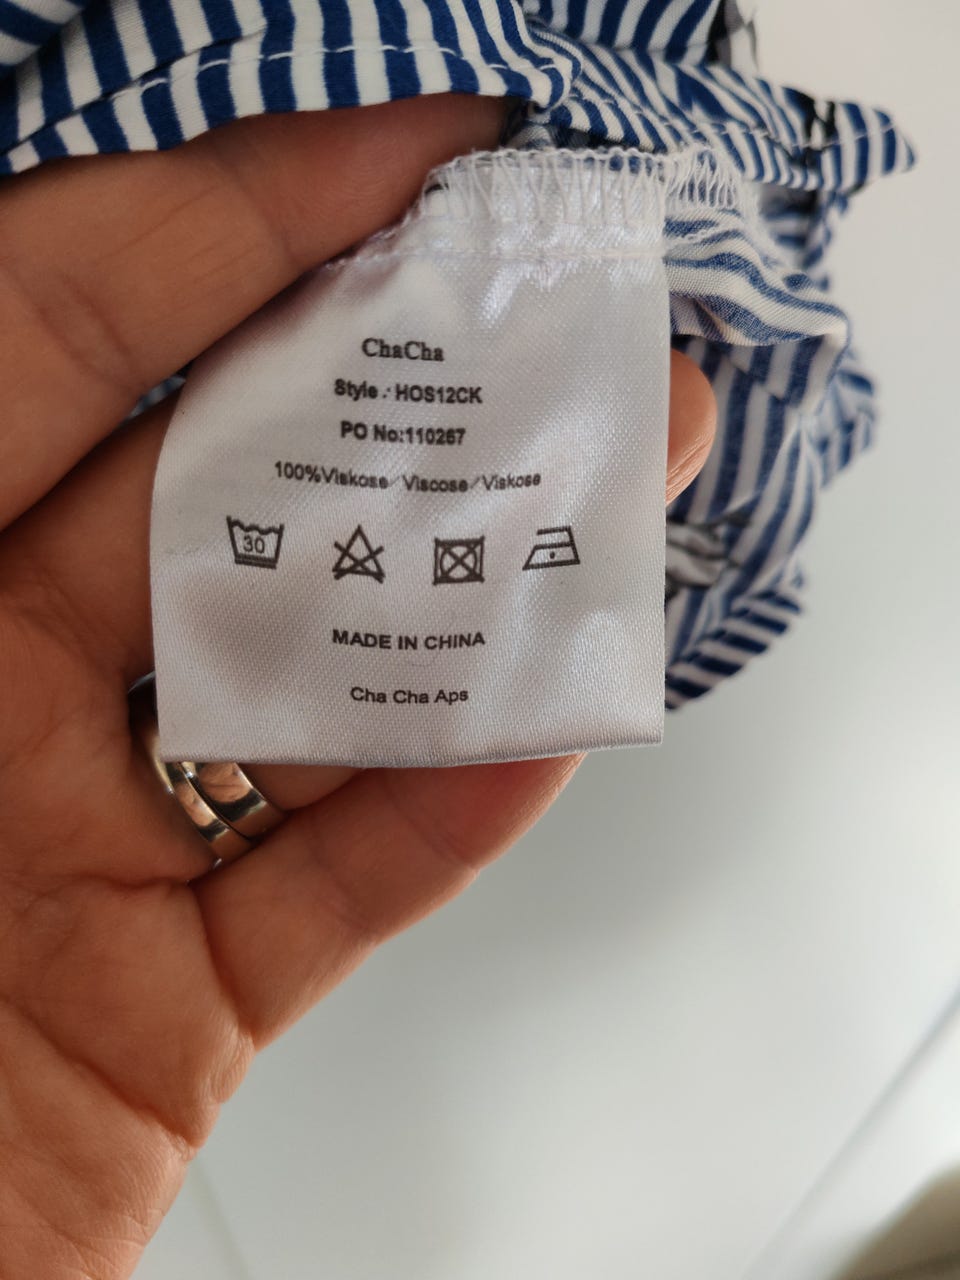 ChaCha
Style : HOS12CK
PO No:110267
100%Viskose/Viscose/Viskose
30
MADE IN CHINA
Cha Cha Aps